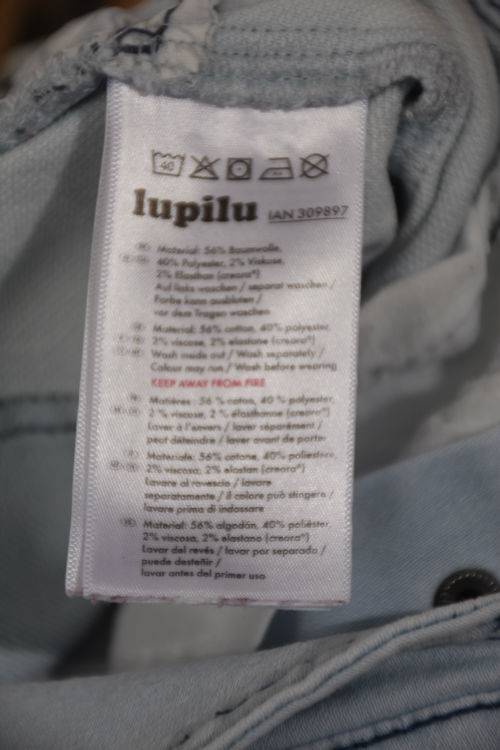 40
lupilu IAN 309897
Material: 56% Baumwolle,
40% Polyester, 2% Viskose,
2% Elasthan (creora®)
Auf links waschen / separat waschen /
Farbe kann ausbluten /
vor dem Tragen waschen
Material: 56% cotton, 40% polyester,
2% viscose, 2% elastane (creora®)
Wash inside out / Wash separately /
Colour may run / Wash before wearing
KEEP AWAY FROM FIRE
Matières: 56 % coton, 40 % polyester,
2 % viscose, 2 % élasthanne (creora®)
Laver à l'envers / laver séparément /
peut déteindre / laver avant de porter
Materiale: 56% cotone, 40% poliestere,
2% viscosa, 2% elastan (creora®)
Lavare al rovescio / lavare
separatamente / il colore può stingere /
lavare prima di indossare
Material: 56% algodón, 40% poliéster,
2% viscosa, 2% elastano (creora®)
Lavar del revés / lavar por separado /
puede desteñir /
lavar antes del primer uso